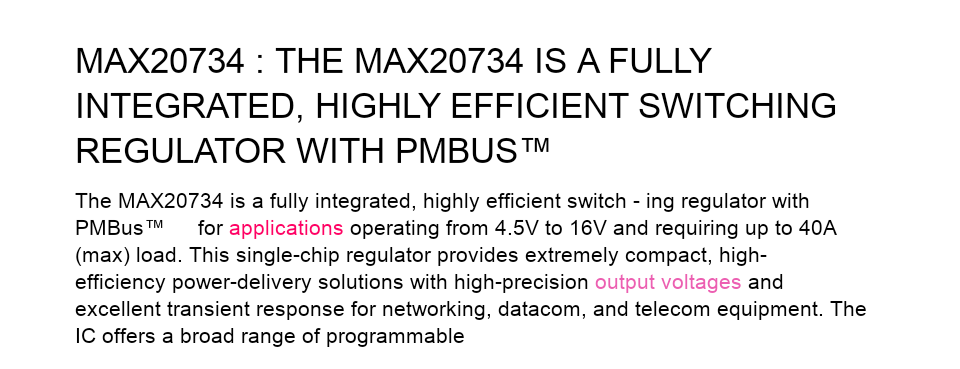 MAX20734 : THE MAX20734 IS A FULLY
INTEGRATED, HIGHLY EFFICIENT SWITCHING
REGULATOR WITH PMBUS™
The MAX20734 is a fully integrated, highly efficient switch - ing regulator with
PMBus™ for applications operating from 4.5V to 16V and requiring up to 40A
(max) load. This single-chip regulator provides extremely compact, high-
efficiency power-delivery solutions with high-precision output voltages and
excellent transient response for networking, datacom, and telecom equipment. The
IC offers a broad range of programmable